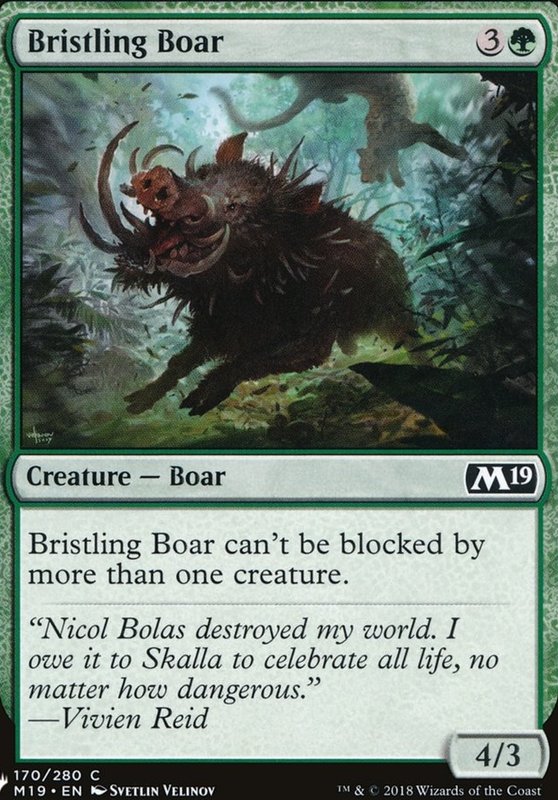 Bristling Boar 3
Creature — Boar M19
Bristling Boar can't be blocked by
more than one creature.
“Nicol Bolas destroyed my world. I
owe it to Skalla to celebrate all life, no
matter how dangerous.”
—Vivien Reid
4/3
170/280 C
M19 • EN Svetlin Velinov ™ & © 2018 Wizards of the Coast